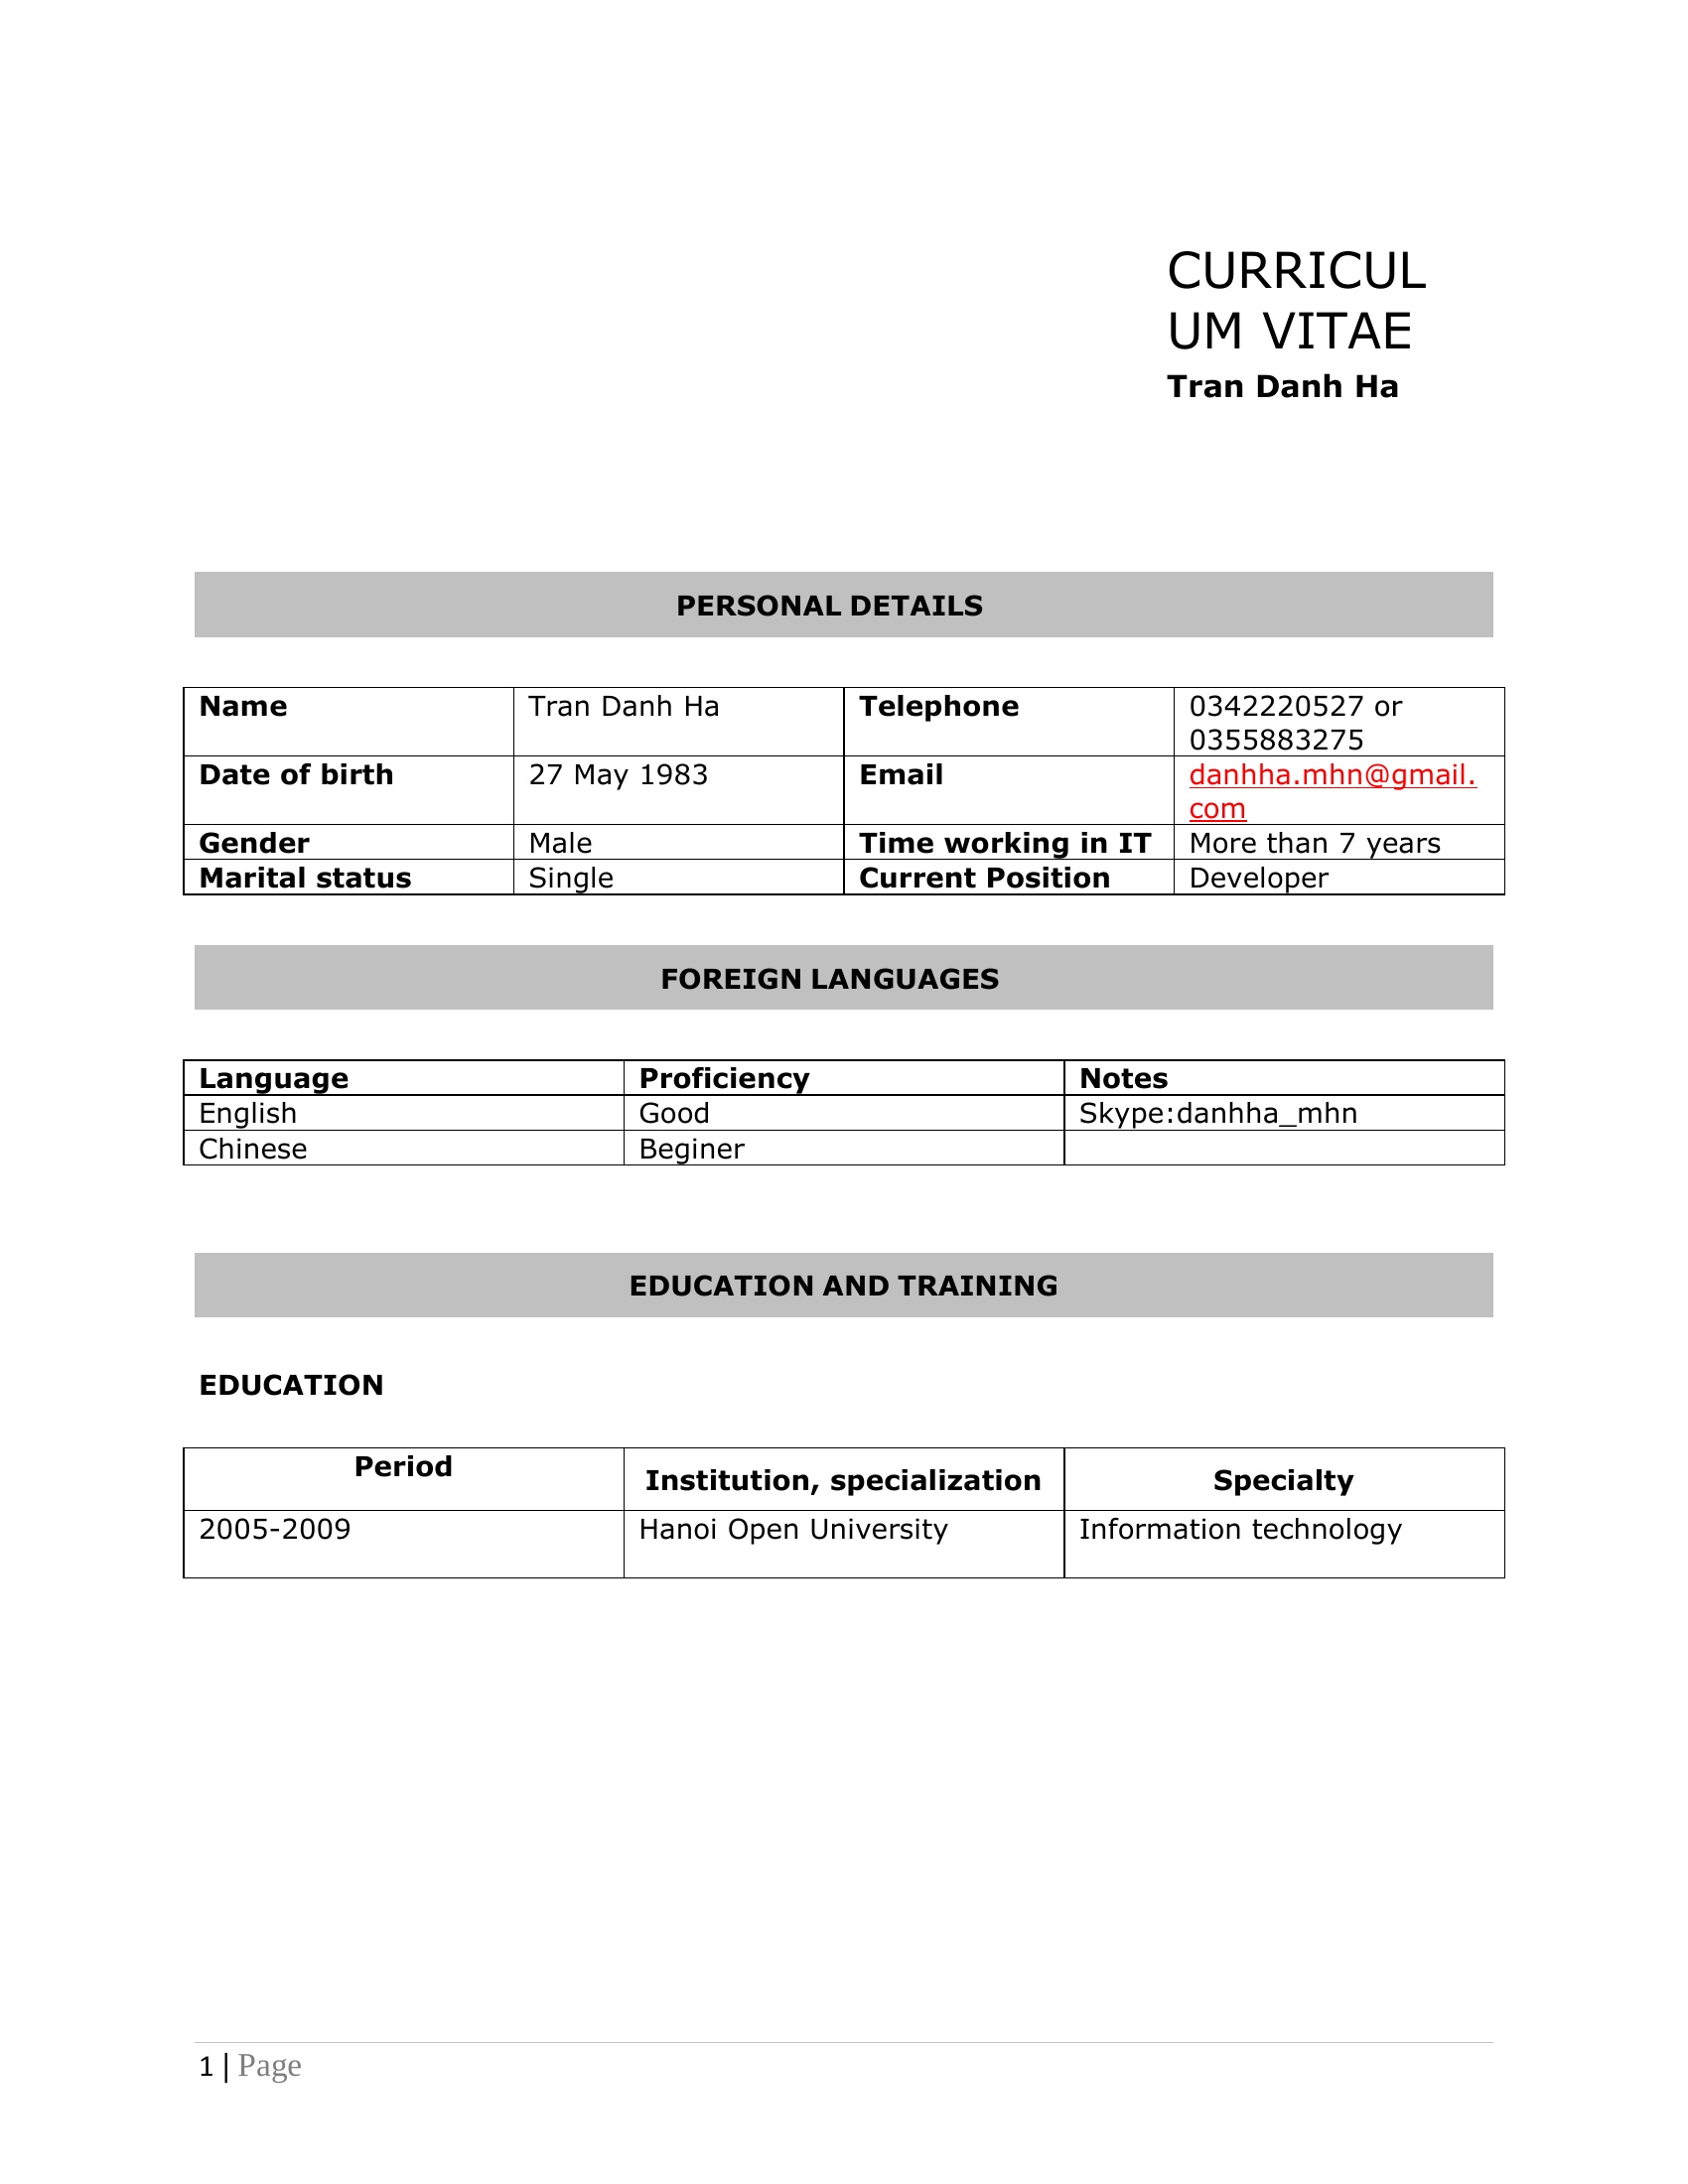 CURRICUL
UM VITAE
Tran Danh Ha
PERSONAL DETAILS
Name Tran Danh Ha Telephone 0342220527 or
0355883275
Date of birth 27 May 1983 Email danhha.mhn@gmail.
com
Gender Male Time working in IT More than 7 years
Marital status Single Current Position Developer
FOREIGN LANGUAGES
Language Proficiency Notes
English Good Skype:danhha_mhn
Chinese Beginer
EDUCATION AND TRAINING
EDUCATION
Period Institution, specialization Specialty
2005-2009 Hanoi Open University Information technology
1 | Page